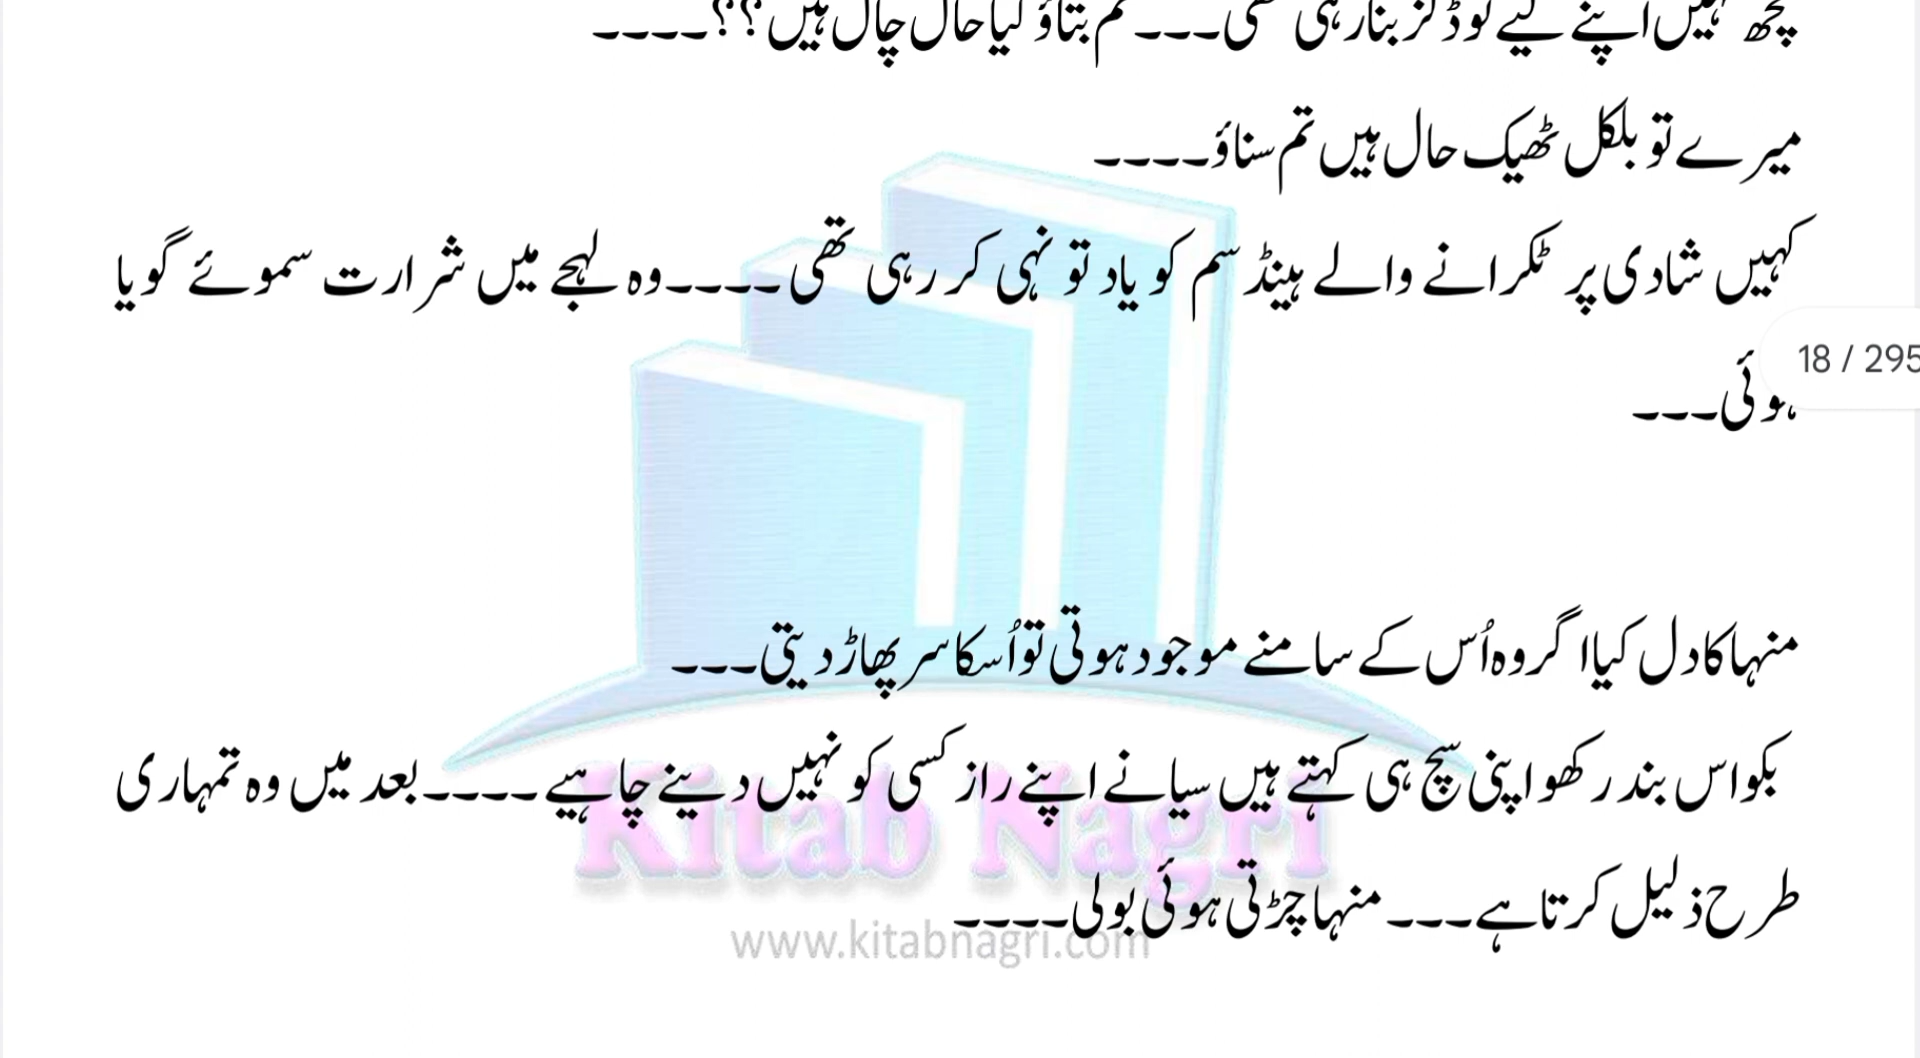 کچھ نہیں اپنے لیے نوڈلز بنا رہی تھی۔۔۔ تم بتاؤ کیا حال چال ہیں؟؟۔۔۔۔
میرے تو بلکل ٹھیک حال ہیں تم سناؤ۔۔۔۔
کہیں شادی پر ٹکرانے والے ہینڈسم کو یاد تو نہی کر رہی تھی۔۔۔۔وہ لہجے میں شرارت سموئے گویا
18 / 295
ہوئی۔۔۔
منہا کا دل کیا اگر وہ اُس کے سامنے موجود ہوتی تو اُسکا سر پھاڑ دیتی۔۔۔
بکواس بند رکھو اپنی سچ ہی کہتے ہیں سیانے اپنے راز کسی کو نہیں دینے چاہیے۔۔۔۔بعد میں وہ تمہاری
طرح ذلیل کرتا ہے۔۔۔ منہا چڑتی ہوئی بولی۔۔۔۔
Kitab Nagri
www.kitabnagri.com